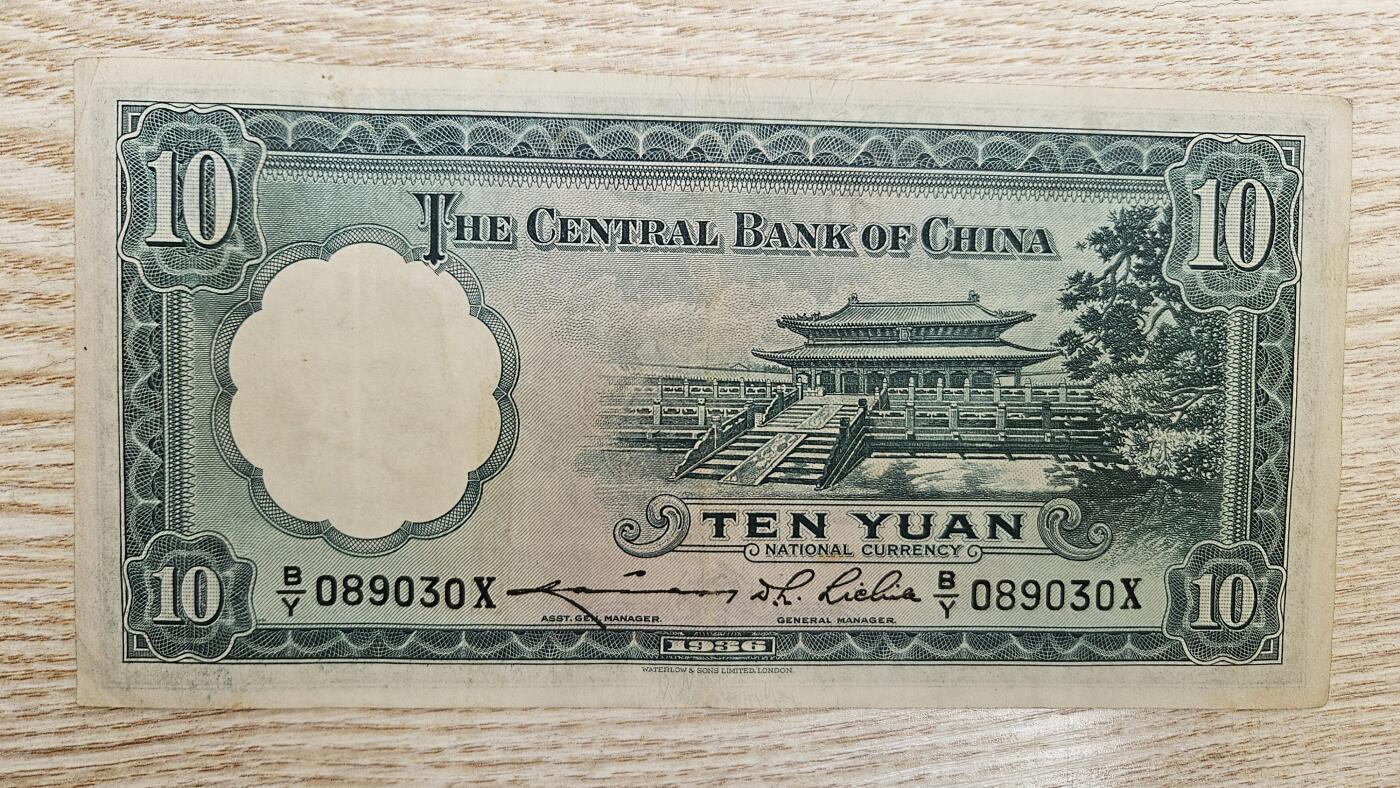 10 10
THE CENTRAL BANK OF CHINA
TEN YUAN
NATIONAL CURRENCY
10 B/Y 089030X D.L. B/Y 089030X 10
ASST. GEN. MANAGER. GENERAL MANAGER.
1936
WATERLOW & SONS LIMITED, LONDON.